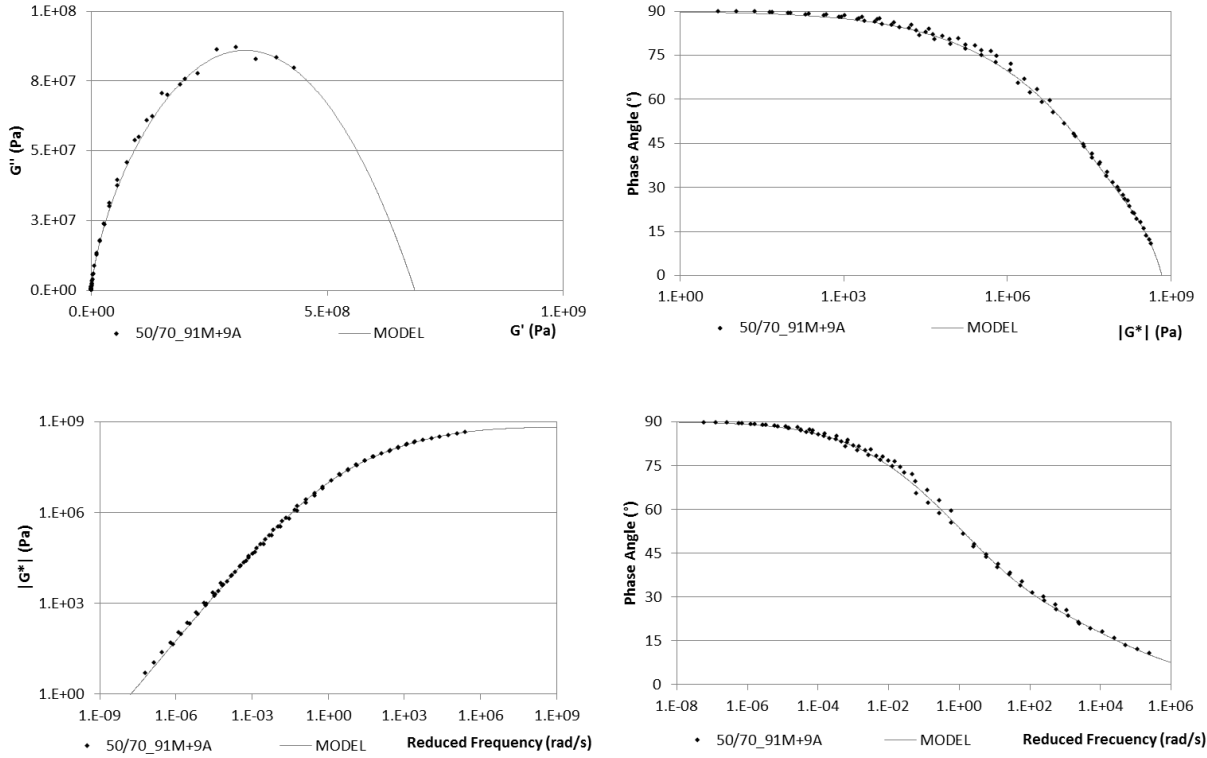 1.E+08
8.E+07
5.E+07
3.E+07
0.E+00
G'' (Pa)
0.E+00 5.E+08 1.E+09
50/70_91M+9A MODEL G' (Pa)
90
75
60
45
30
15
0
Phase Angle (°)
1.E+00 1.E+03 1.E+06 1.E+09
50/70_91M+9A MODEL |G*| (Pa)
1.E+09
1.E+06
1.E+03
1.E+00
|G*| (Pa)
1.E-09 1.E-06 1.E-03 1.E+00 1.E+03 1.E+06 1.E+09
50/70_91M+9A MODEL Reduced Frequency (rad/s)
90
75
60
45
30
15
0
Phase Angle (°)
1.E-08 1.E-06 1.E-04 1.E-02 1.E+00 1.E+02 1.E+04 1.E+06
50/70_91M+9A MODEL Reduced Frecuency (rad/s)